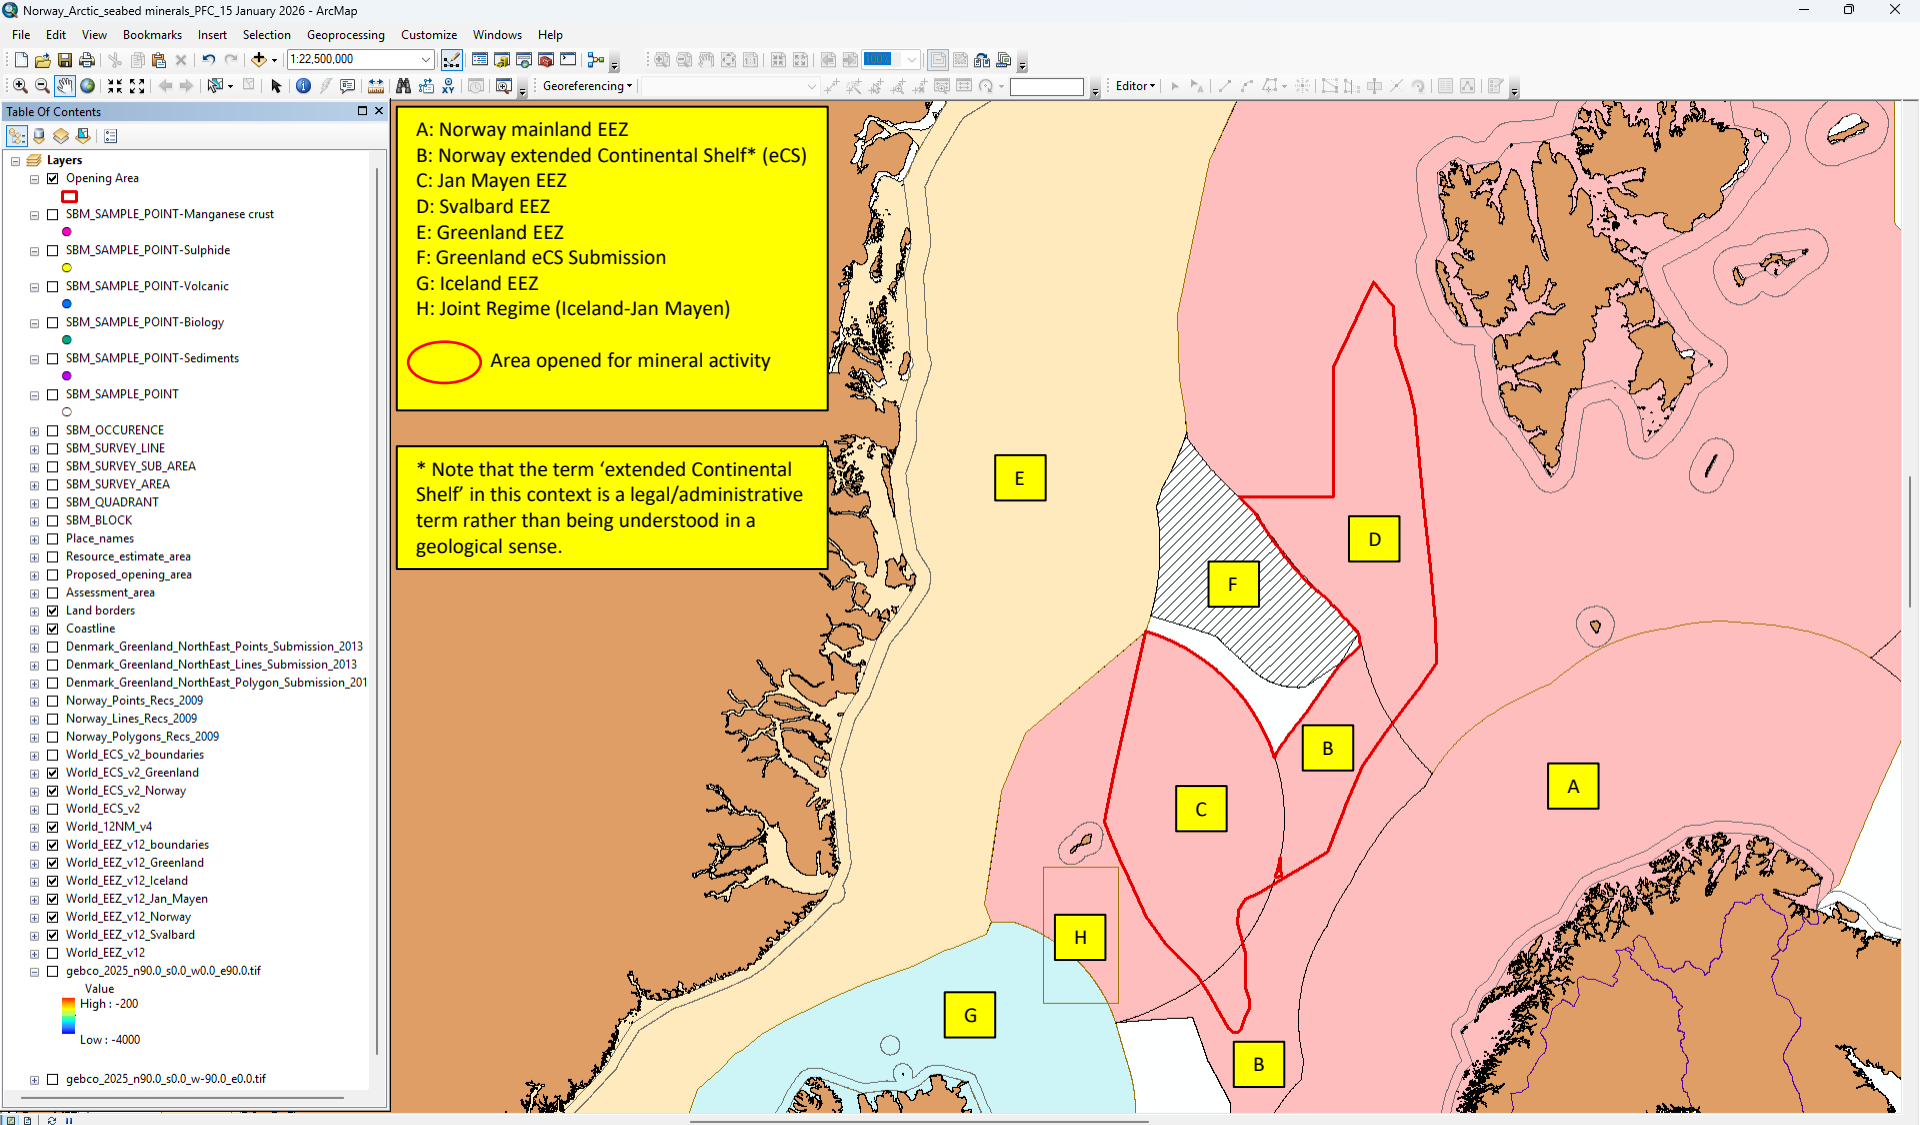 Norway_Arctic_seabed minerals_PFC_15 January 2026 - ArcMap
File Edit View Bookmarks Insert Selection Geoprocessing Customize Windows Help
1:22,500,000
100%
Georeferencing
Editor
Table Of Contents
Layers
Opening Area
SBM_SAMPLE_POINT-Manganese crust
SBM_SAMPLE_POINT-Sulphide
SBM_SAMPLE_POINT-Volcanic
SBM_SAMPLE_POINT-Biology
SBM_SAMPLE_POINT-Sediments
SBM_SAMPLE_POINT
SBM_OCCURENCE
SBM_SURVEY_LINE
SBM_SURVEY_SUB_AREA
SBM_SURVEY_AREA
SBM_QUADRANT
SBM_BLOCK
Place_names
Resource_estimate_area
Proposed_opening_area
Assessment_area
Land borders
Coastline
Denmark_Greenland_NorthEast_Points_Submission_2013
Denmark_Greenland_NorthEast_Lines_Submission_2013
Denmark_Greenland_NorthEast_Polygon_Submission_201
Norway_Points_Recs_2009
Norway_Lines_Recs_2009
Norway_Polygons_Recs_2009
World_ECS_v2_boundaries
World_ECS_v2_Greenland
World_ECS_v2_Norway
World_ECS_v2
World_12NM_v4
World_EEZ_v12_boundaries
World_EEZ_v12_Greenland
World_EEZ_v12_Iceland
World_EEZ_v12_Jan_Mayen
World_EEZ_v12_Norway
World_EEZ_v12_Svalbard
World_EEZ_v12
gebco_2025_n90.0_s0.0_w0.0_e90.0.tif
Value
High : -200
Low : -4000
gebco_2025_n90.0_s0.0_w-90.0_e0.0.tif
A: Norway mainland EEZ
B: Norway extended Continental Shelf* (eCS)
C: Jan Mayen EEZ
D: Svalbard EEZ
E: Greenland EEZ
F: Greenland eCS Submission
G: Iceland EEZ
H: Joint Regime (Iceland-Jan Mayen)
Area opened for mineral activity
* Note that the term ‘extended Continental
Shelf’ in this context is a legal/administrative
term rather than being understood in a
geological sense.
E
D
F
B
A
C
H
G
B